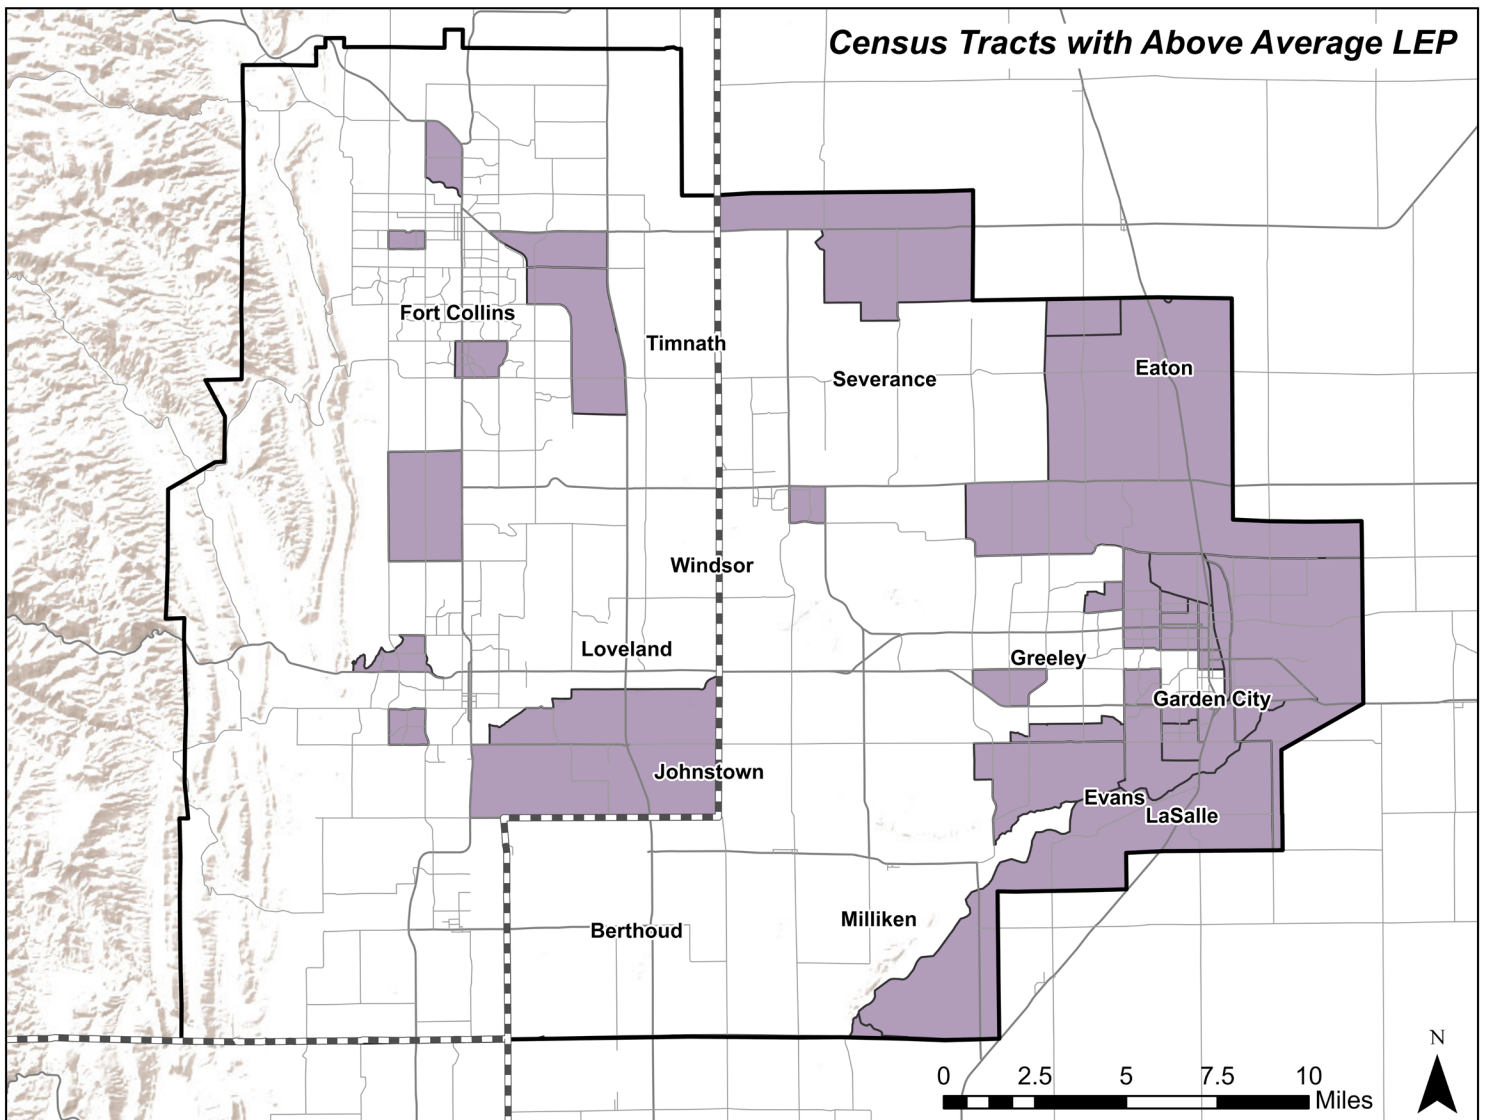 Census Tracts with Above Average LEP
Fort Collins
Timnath
Eaton
Severance
Windsor
Loveland
Greeley
Garden City
Johnstown
Evans
LaSalle
Milliken
Berthoud
N
0 2.5 5 7.5 10
Miles